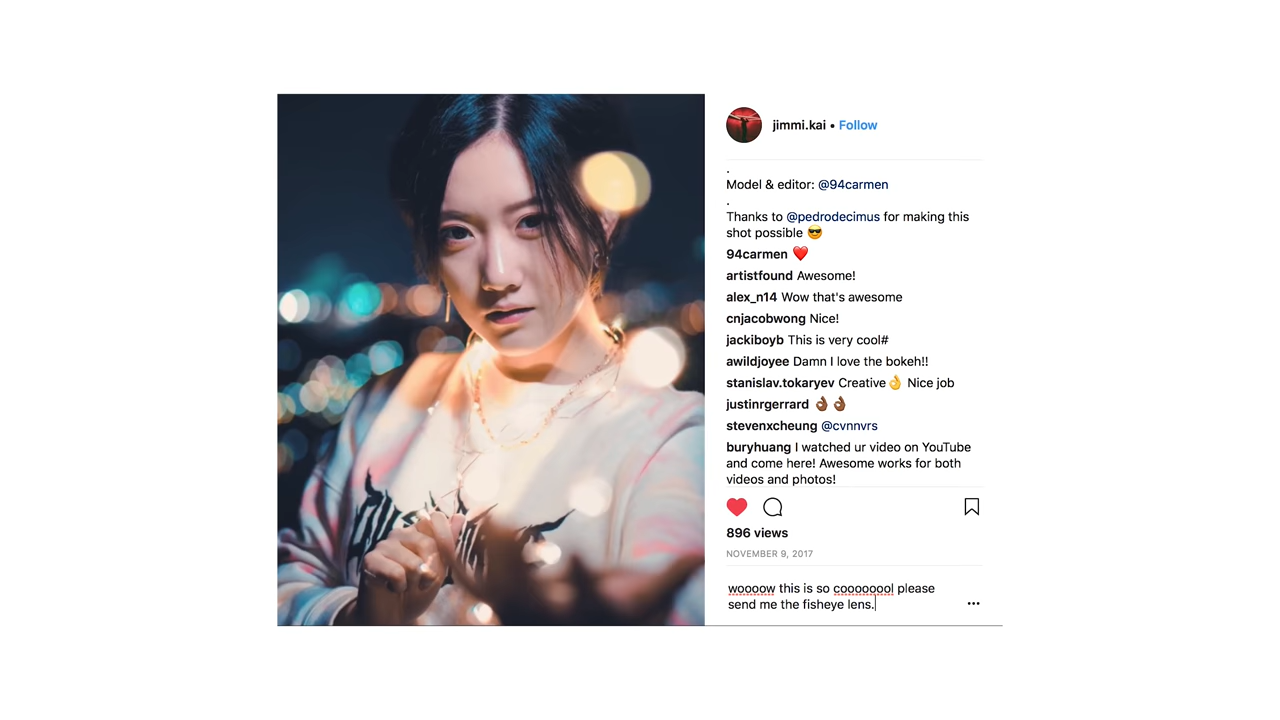 jimmi.kai • Follow
.
Model & editor: @94carmen
.
Thanks to @pedrodecimus for making this
shot possible 😎
94carmen ❤️
artistfound Awesome!
alex_n14 Wow that's awesome
cnjacobwong Nice!
jackiboyb This is very cool#
awildjoyee Damn I love the bokeh!!
stanislav.tokaryev Creative👌 Nice job
justinrgerrard 👌🏾👌🏾
stevenxcheung @cvnnvrs
buryhuang I watched ur video on YouTube
and come here! Awesome works for both
videos and photos!
896 views
NOVEMBER 9, 2017
woooow this is so coooooool please
send me the fisheye lens.